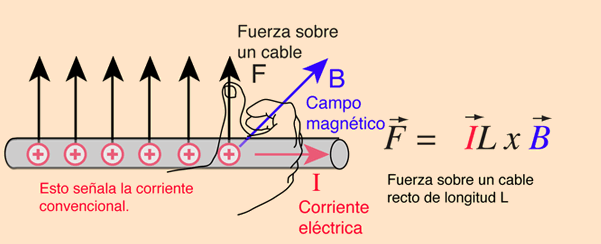 Fuerza sobre
un cable
F
B
Campo
magnético
+ + + + + +
I
Corriente
eléctrica
Esto señala la corriente
convencional.
F = IL x B
Fuerza sobre un cable
recto de longitud L